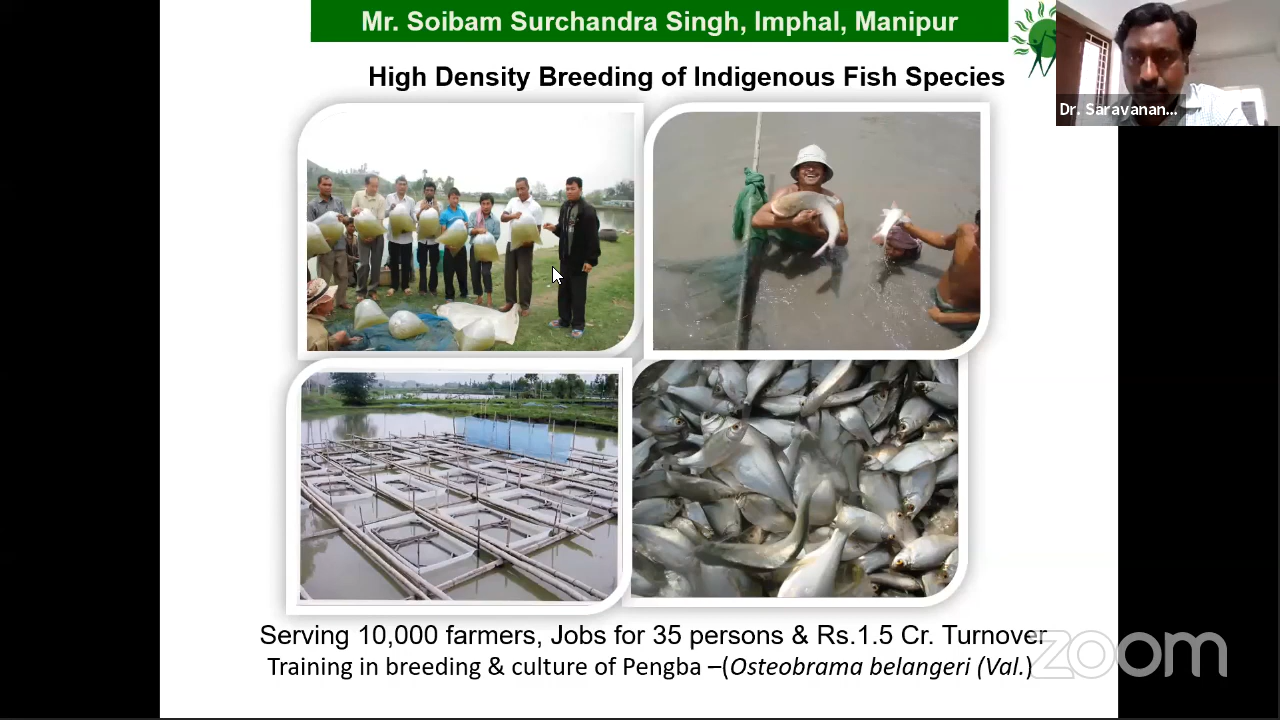 Mr. Soibam Surchandra Singh, Imphal, Manipur
High Density Breeding of Indigenous Fish Species
Dr. Saravanan...
Serving 10,000 farmers, Jobs for 35 persons & Rs.1.5 Cr. Turnover
Training in breeding & culture of Pengba –(Osteobrama belangeri (Val.)
zoom